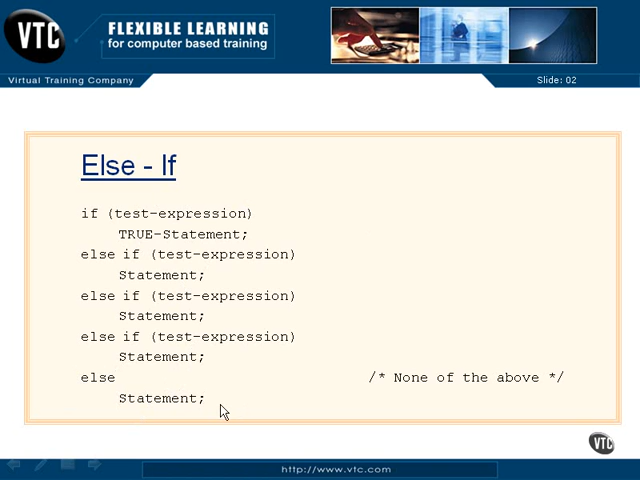 VTC
FLEXIBLE LEARNING
for computer based training
Virtual Training Company
Slide: 02
Else - If
if (test-expression)
TRUE-Statement;
else if (test-expression)
Statement;
else if (test-expression)
Statement;
else if (test-expression)
Statement;
else /* None of the above */
Statement;
VTC
http://www.vtc.com